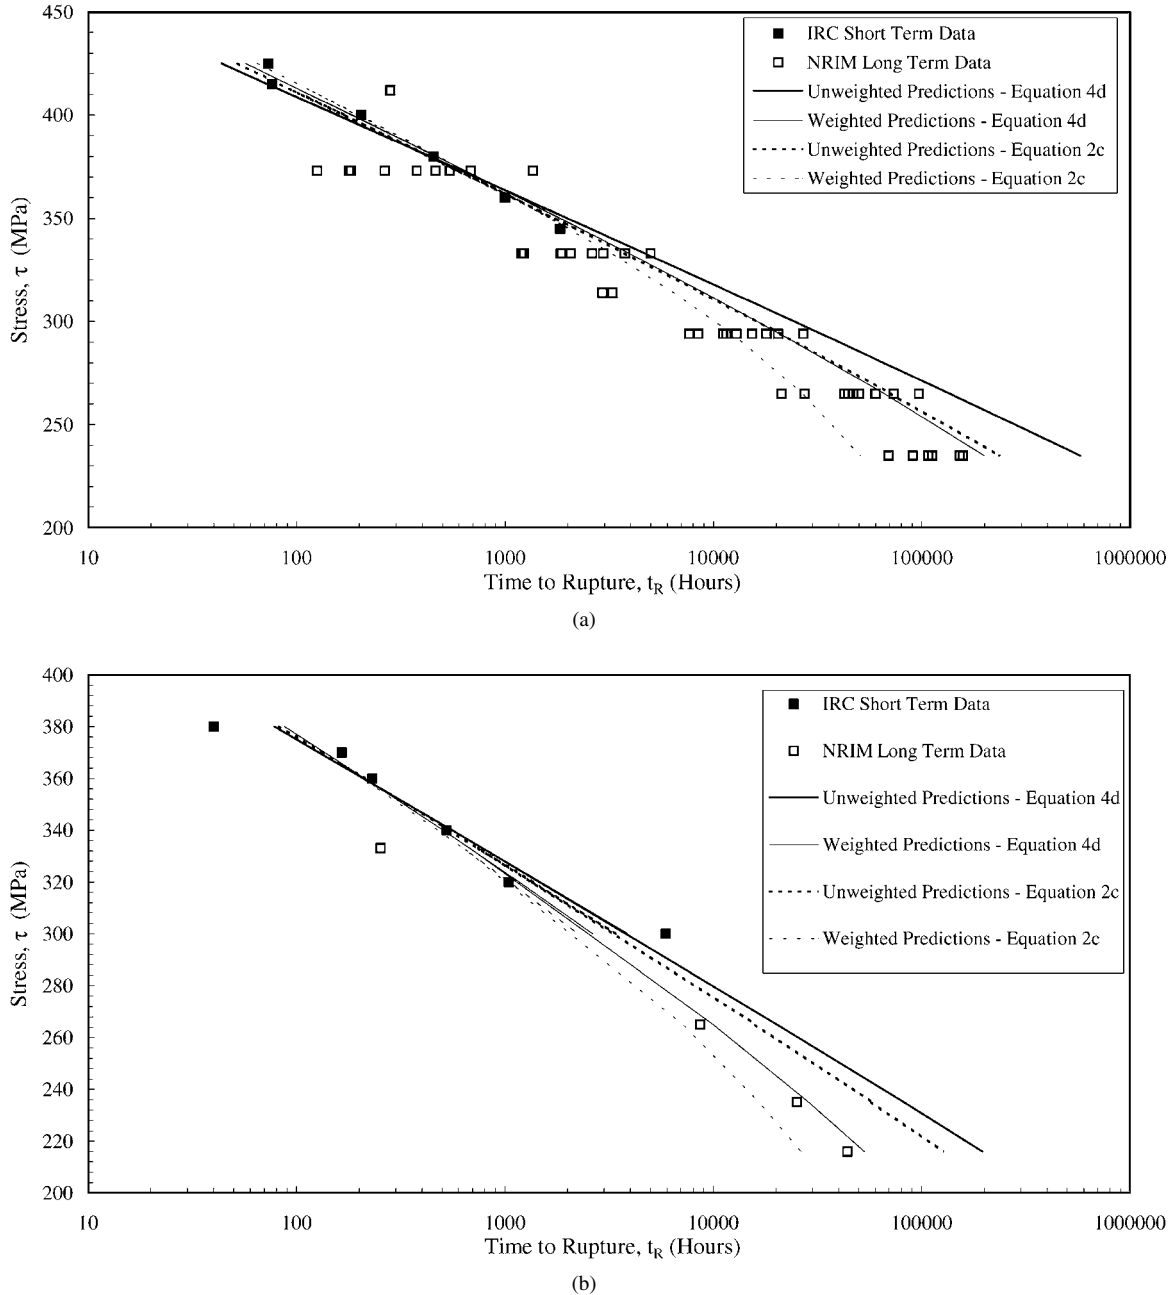 (a)
450
400
350
300
250
200
Stress, τ (MPa)
IRC Short Term Data
NRIM Long Term Data
Unweighted Predictions - Equation 4d
Weighted Predictions - Equation 4d
Unweighted Predictions - Equation 2c
Weighted Predictions - Equation 2c
10 100 1000 10000 100000 1000000
Time to Rupture, tR (Hours)
(a)
400
380
360
340
320
300
280
260
240
220
200
Stress, τ (MPa)
IRC Short Term Data
NRIM Long Term Data
Unweighted Predictions - Equation 4d
Weighted Predictions - Equation 4d
Unweighted Predictions - Equation 2c
Weighted Predictions - Equation 2c
10 100 1000 10000 100000 1000000
Time to Rupture, tR (Hours)
(b)